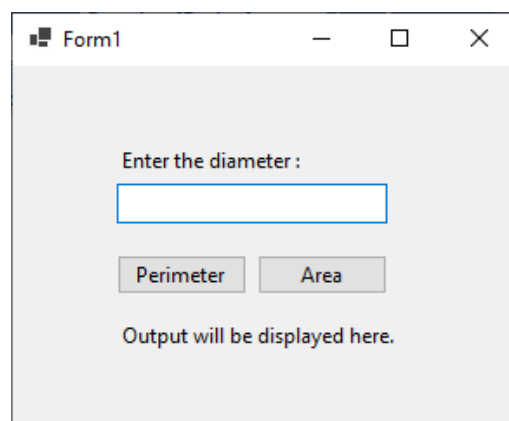 Form1
Enter the diameter :
Perimeter Area
Output will be displayed here.